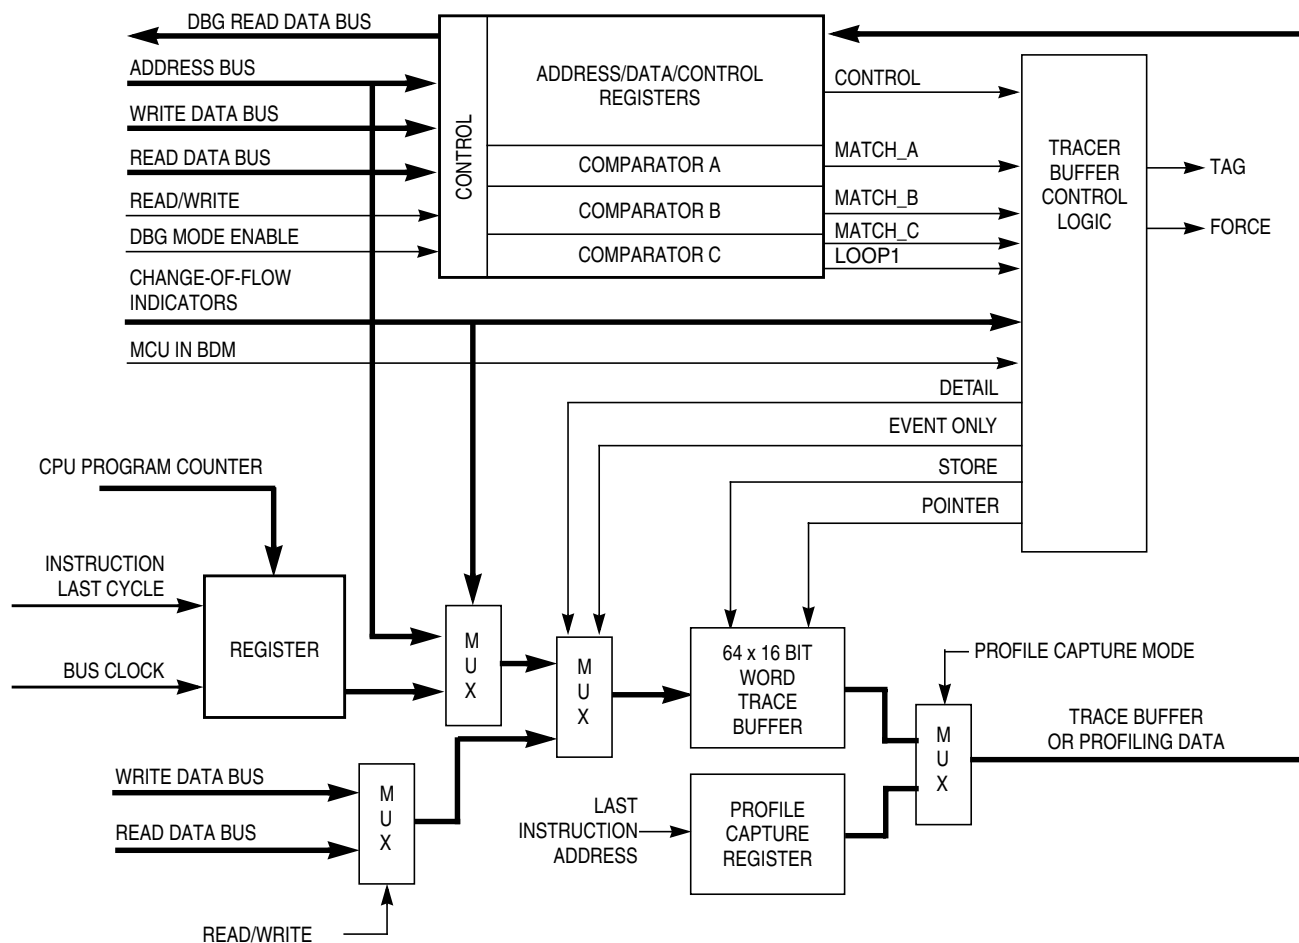 DBG READ DATA BUS
ADDRESS BUS
WRITE DATA BUS
READ DATA BUS
READ/WRITE
DBG MODE ENABLE
CHANGE-OF-FLOW
INDICATORS
MCU IN BDM
CONTROL
ADDRESS/DATA/CONTROL
REGISTERS
COMPARATOR A
COMPARATOR B
COMPARATOR C
CONTROL
MATCH_A
MATCH_B
MATCH_C
LOOP1
TRACER
BUFFER
CONTROL
LOGIC
TAG
FORCE
DETAIL
EVENT ONLY
STORE
POINTER
CPU PROGRAM COUNTER
INSTRUCTION
LAST CYCLE
BUS CLOCK
REGISTER
M
U
X
M
U
X
64 x 16 BIT
WORD
TRACE
BUFFER
PROFILE CAPTURE MODE
M
U
X
TRACE BUFFER
OR PROFILING DATA
WRITE DATA BUS
READ DATA BUS
M
U
X
READ/WRITE
LAST
INSTRUCTION
ADDRESS
PROFILE
CAPTURE
REGISTER